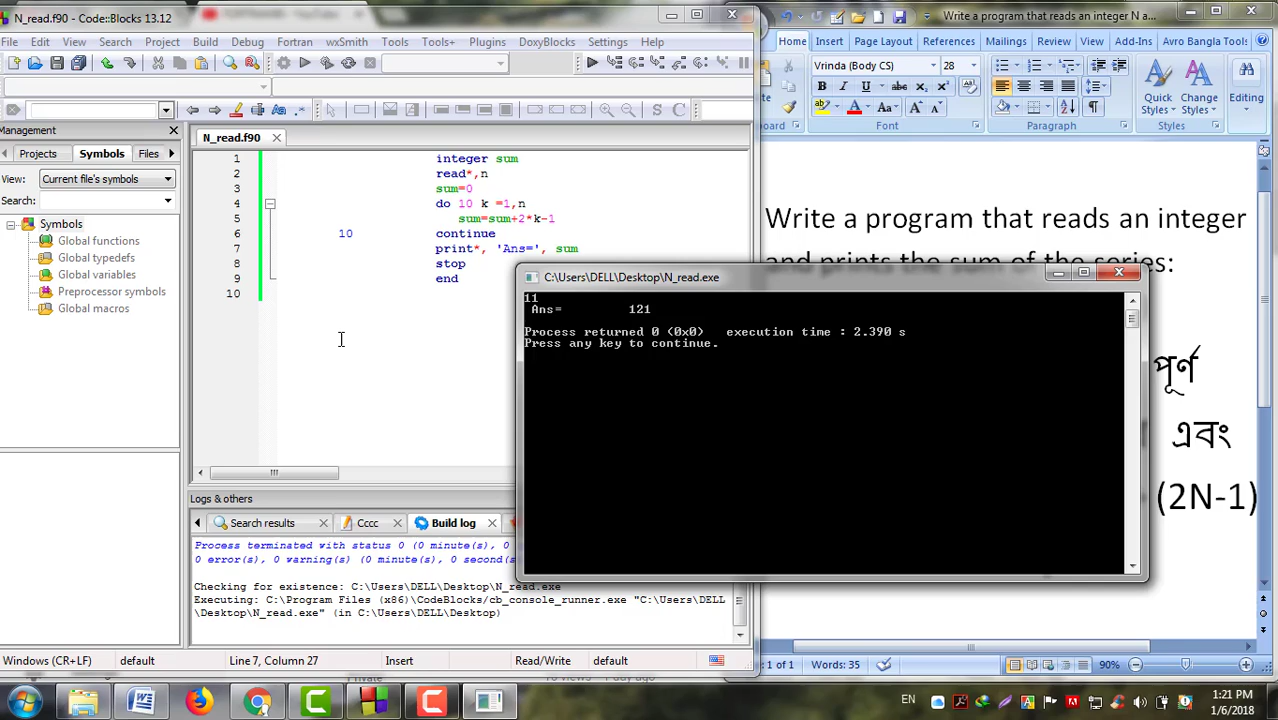 N_read.f90 - Code::Blocks 13.12
File Edit View Search Project Build Debug Fortran wxSmith Tools Tools+ Plugins DoxyBlocks Settings Help
Management
Projects Symbols Files
View: Current file's symbols
Search:
Symbols
Global functions
Global typedefs
Global variables
Preprocessor symbols
Global macros
N_read.f90
1 integer sum
2 read*,n
3 sum=0
4 do 10 k =1,n
5 sum=sum+2*k-1
6 10 continue
7 print*, 'Ans=', sum
8 stop
9 end
10
Logs & others
Search results Cccc Build log
Process terminated with status 0 (0 minute(s),
0 error(s), 0 warning(s) (0 minute(s), 0 second(s)
Checking for existence: C:\Users\DELL\Desktop\N_read.exe
Executing: C:\Program Files (x86)\CodeBlocks/cb_console_runner.exe "C:\Users\DELL
\Desktop\N_read.exe" (in C:\Users\DELL\Desktop)
Windows (CR+LF) default Line 7, Column 27 Insert Read/Write default
C:\Users\DELL\Desktop\N_read.exe
11
Ans= 121
Process returned 0 (0x0) execution time : 2.390 s
Press any key to continue.
Write a program that reads an integer N a...
Home Insert Page Layout References Mailings Review View Add-Ins Avro Bangla Tools
Vrinda (Body CS) 28
Quick Styles Change Styles Editing
Font Paragraph Styles
Write a program that reads an integer
and prints the sum of the series:
পূর্ণ
এবং
(2N-1)
1 of 1 Words: 35 90%
Private
EN
1:21 PM
1/6/2018